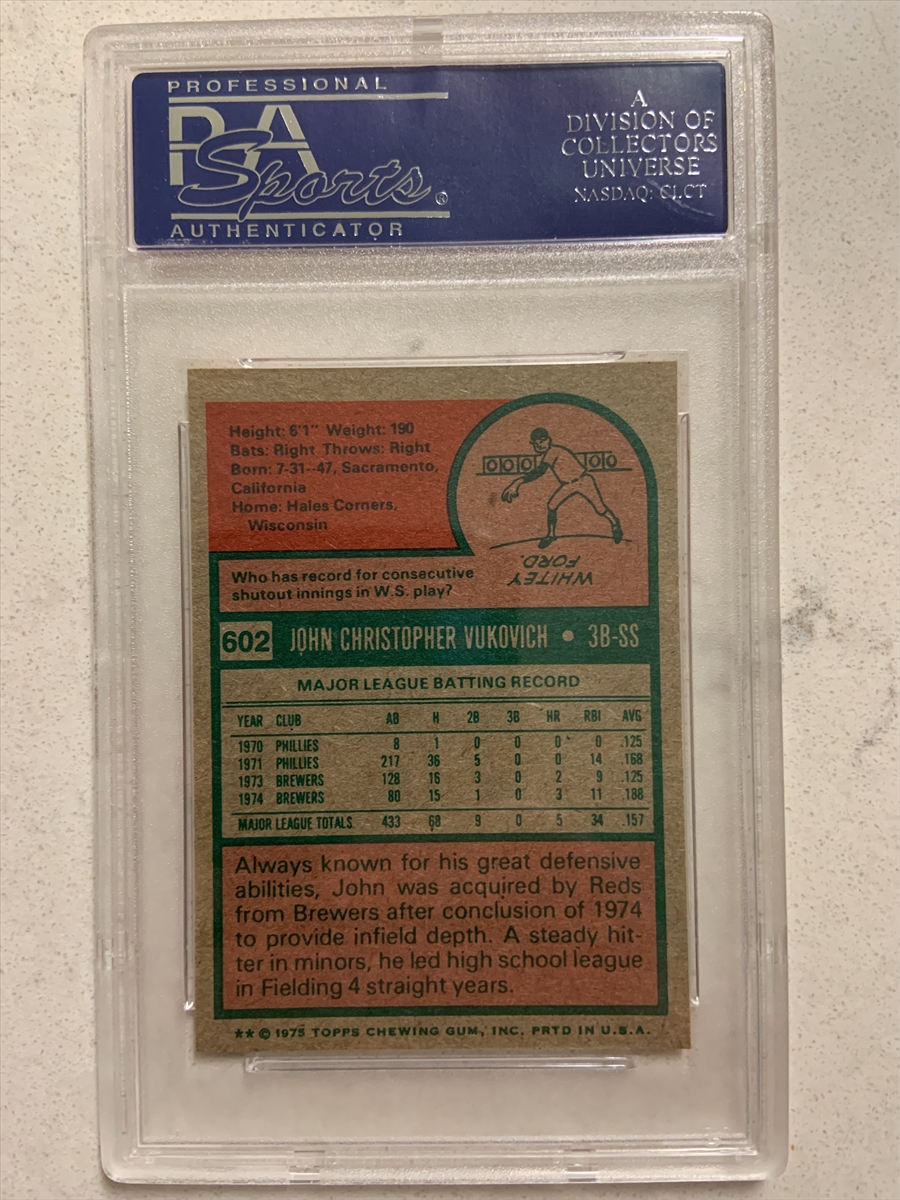 PROFESSIONAL
PSA
Sports®
AUTHENTICATOR
A
DIVISION OF
COLLECTORS
UNIVERSE
NASDAQ: CLCT
Height: 6'1" Weight: 190
Bats: Right Throws: Right
Born: 7-31--47, Sacramento,
California
Home: Hales Corners,
Wisconsin
0000 00
WHITEY
FORD.
Who has record for consecutive
shutout innings in W.S. play?
602 JOHN CHRISTOPHER VUKOVICH • 3B-SS
MAJOR LEAGUE BATTING RECORD
YEAR CLUB AB H 2B 3B HR RBI AVG
1970 PHILLIES 8 1 0 0 0 0 .125
1971 PHILLIES 217 36 5 0 0 14 .168
1973 BREWERS 128 16 3 0 2 9 .125
1974 BREWERS 80 15 1 0 3 11 .188
MAJOR LEAGUE TOTALS 433 68 9 0 5 34 .157
Always known for his great defensive
abilities, John was acquired by Reds
from Brewers after conclusion of 1974
to provide infield depth. A steady hit-
ter in minors, he led high school league
in Fielding 4 straight years.
** © 1975 TOPPS CHEWING GUM, INC. PRTD IN U.S.A.